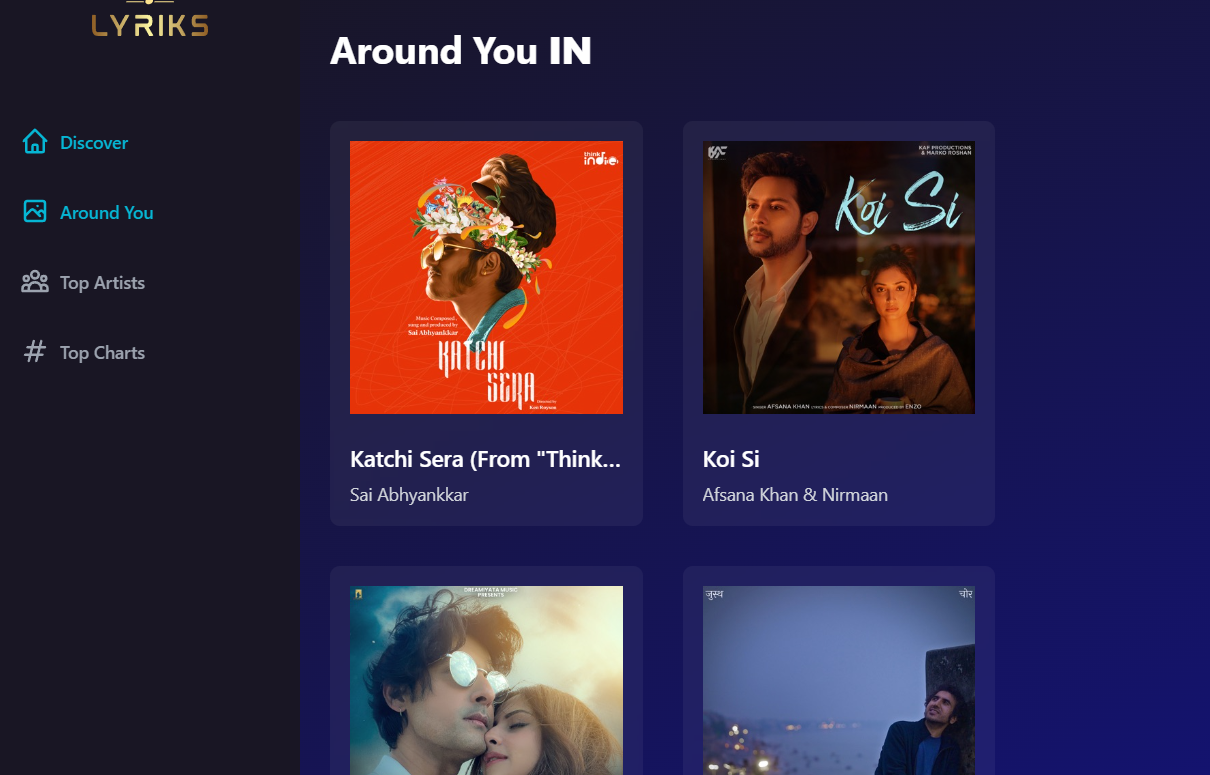 LYRIKS
Around You IN
Discover
Around You
Top Artists
Top Charts
think
indie
Music Composed ,
song and produced by
Sai Abhyankkar
KATCHI
SERA
Directed by
Ken Royson
KAF PRODUCTIONS
& MARKO ROSHAN
Koi Si
SINGER AFSANA KHAN LYRICS & COMPOSER NIRMAAN PRODUCED BY ENZO
Katchi Sera (From "Think...
Sai Abhyankkar
Koi Si
Afsana Khan & Nirmaan
DREAMIYATA MUSIC
PRESENTS
जुस्थ
चोर